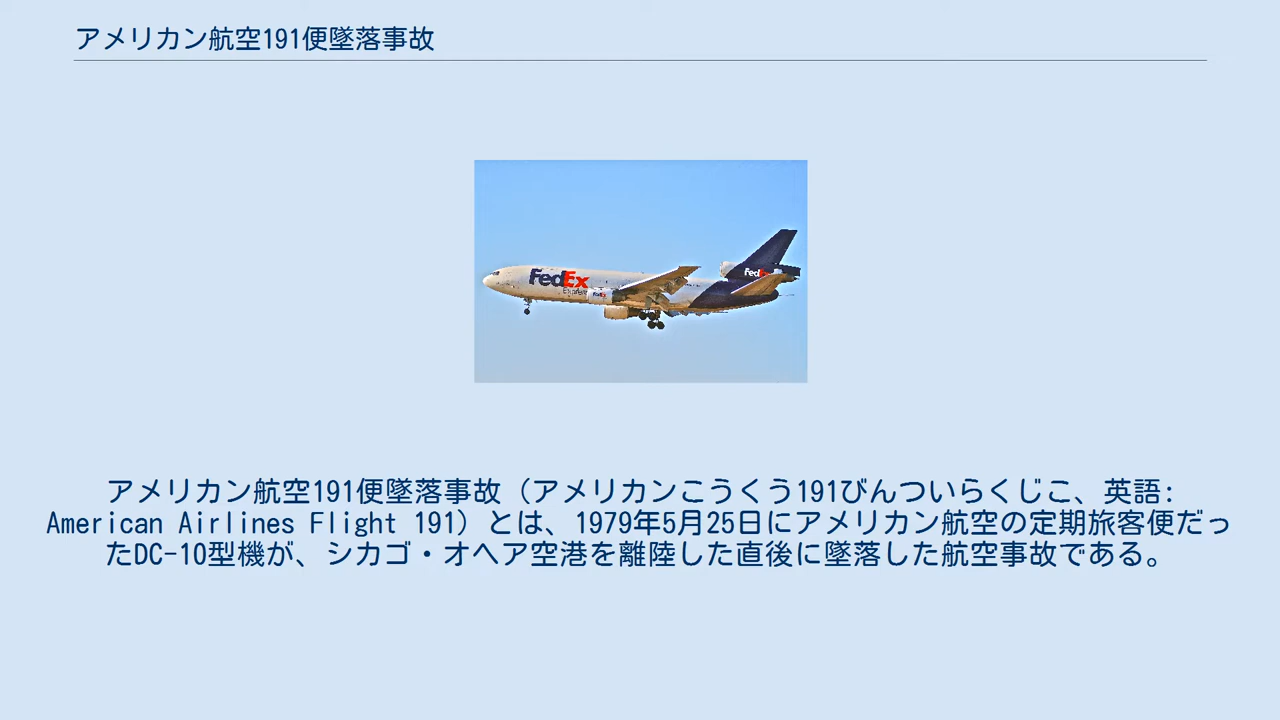 アメリカン航空191便墜落事故
FedEx
Express
FedEx
FedEx
アメリカン航空191便墜落事故（アメリカンこうくう191びんついらくじこ、英語:
American Airlines Flight 191）とは、1979年5月25日にアメリカン航空の定期旅客便だっ
たDC-10型機が、シカゴ・オヘア空港を離陸した直後に墜落した航空事故である。